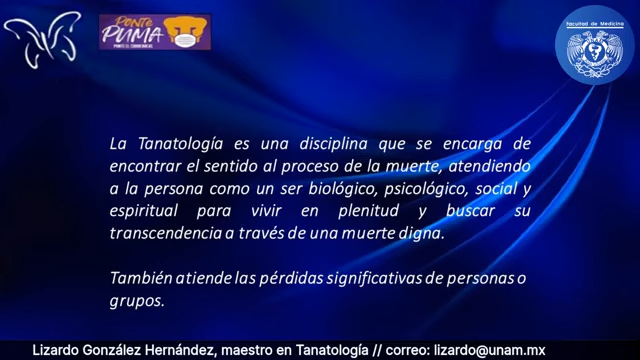 PONTE
PUMA
PONTE EL CUBREBOCAS
Facultad de Medicina
La Tanatología es una disciplina que se encarga de
encontrar el sentido al proceso de la muerte, atendiendo
a la persona como un ser biológico, psicológico, social y
espiritual para vivir en plenitud y buscar su
transcendencia a través de una muerte digna.
También atiende las pérdidas significativas de personas o
grupos.
Lizardo González Hernández, maestro en Tanatología // correo: lizardo@unam.mx